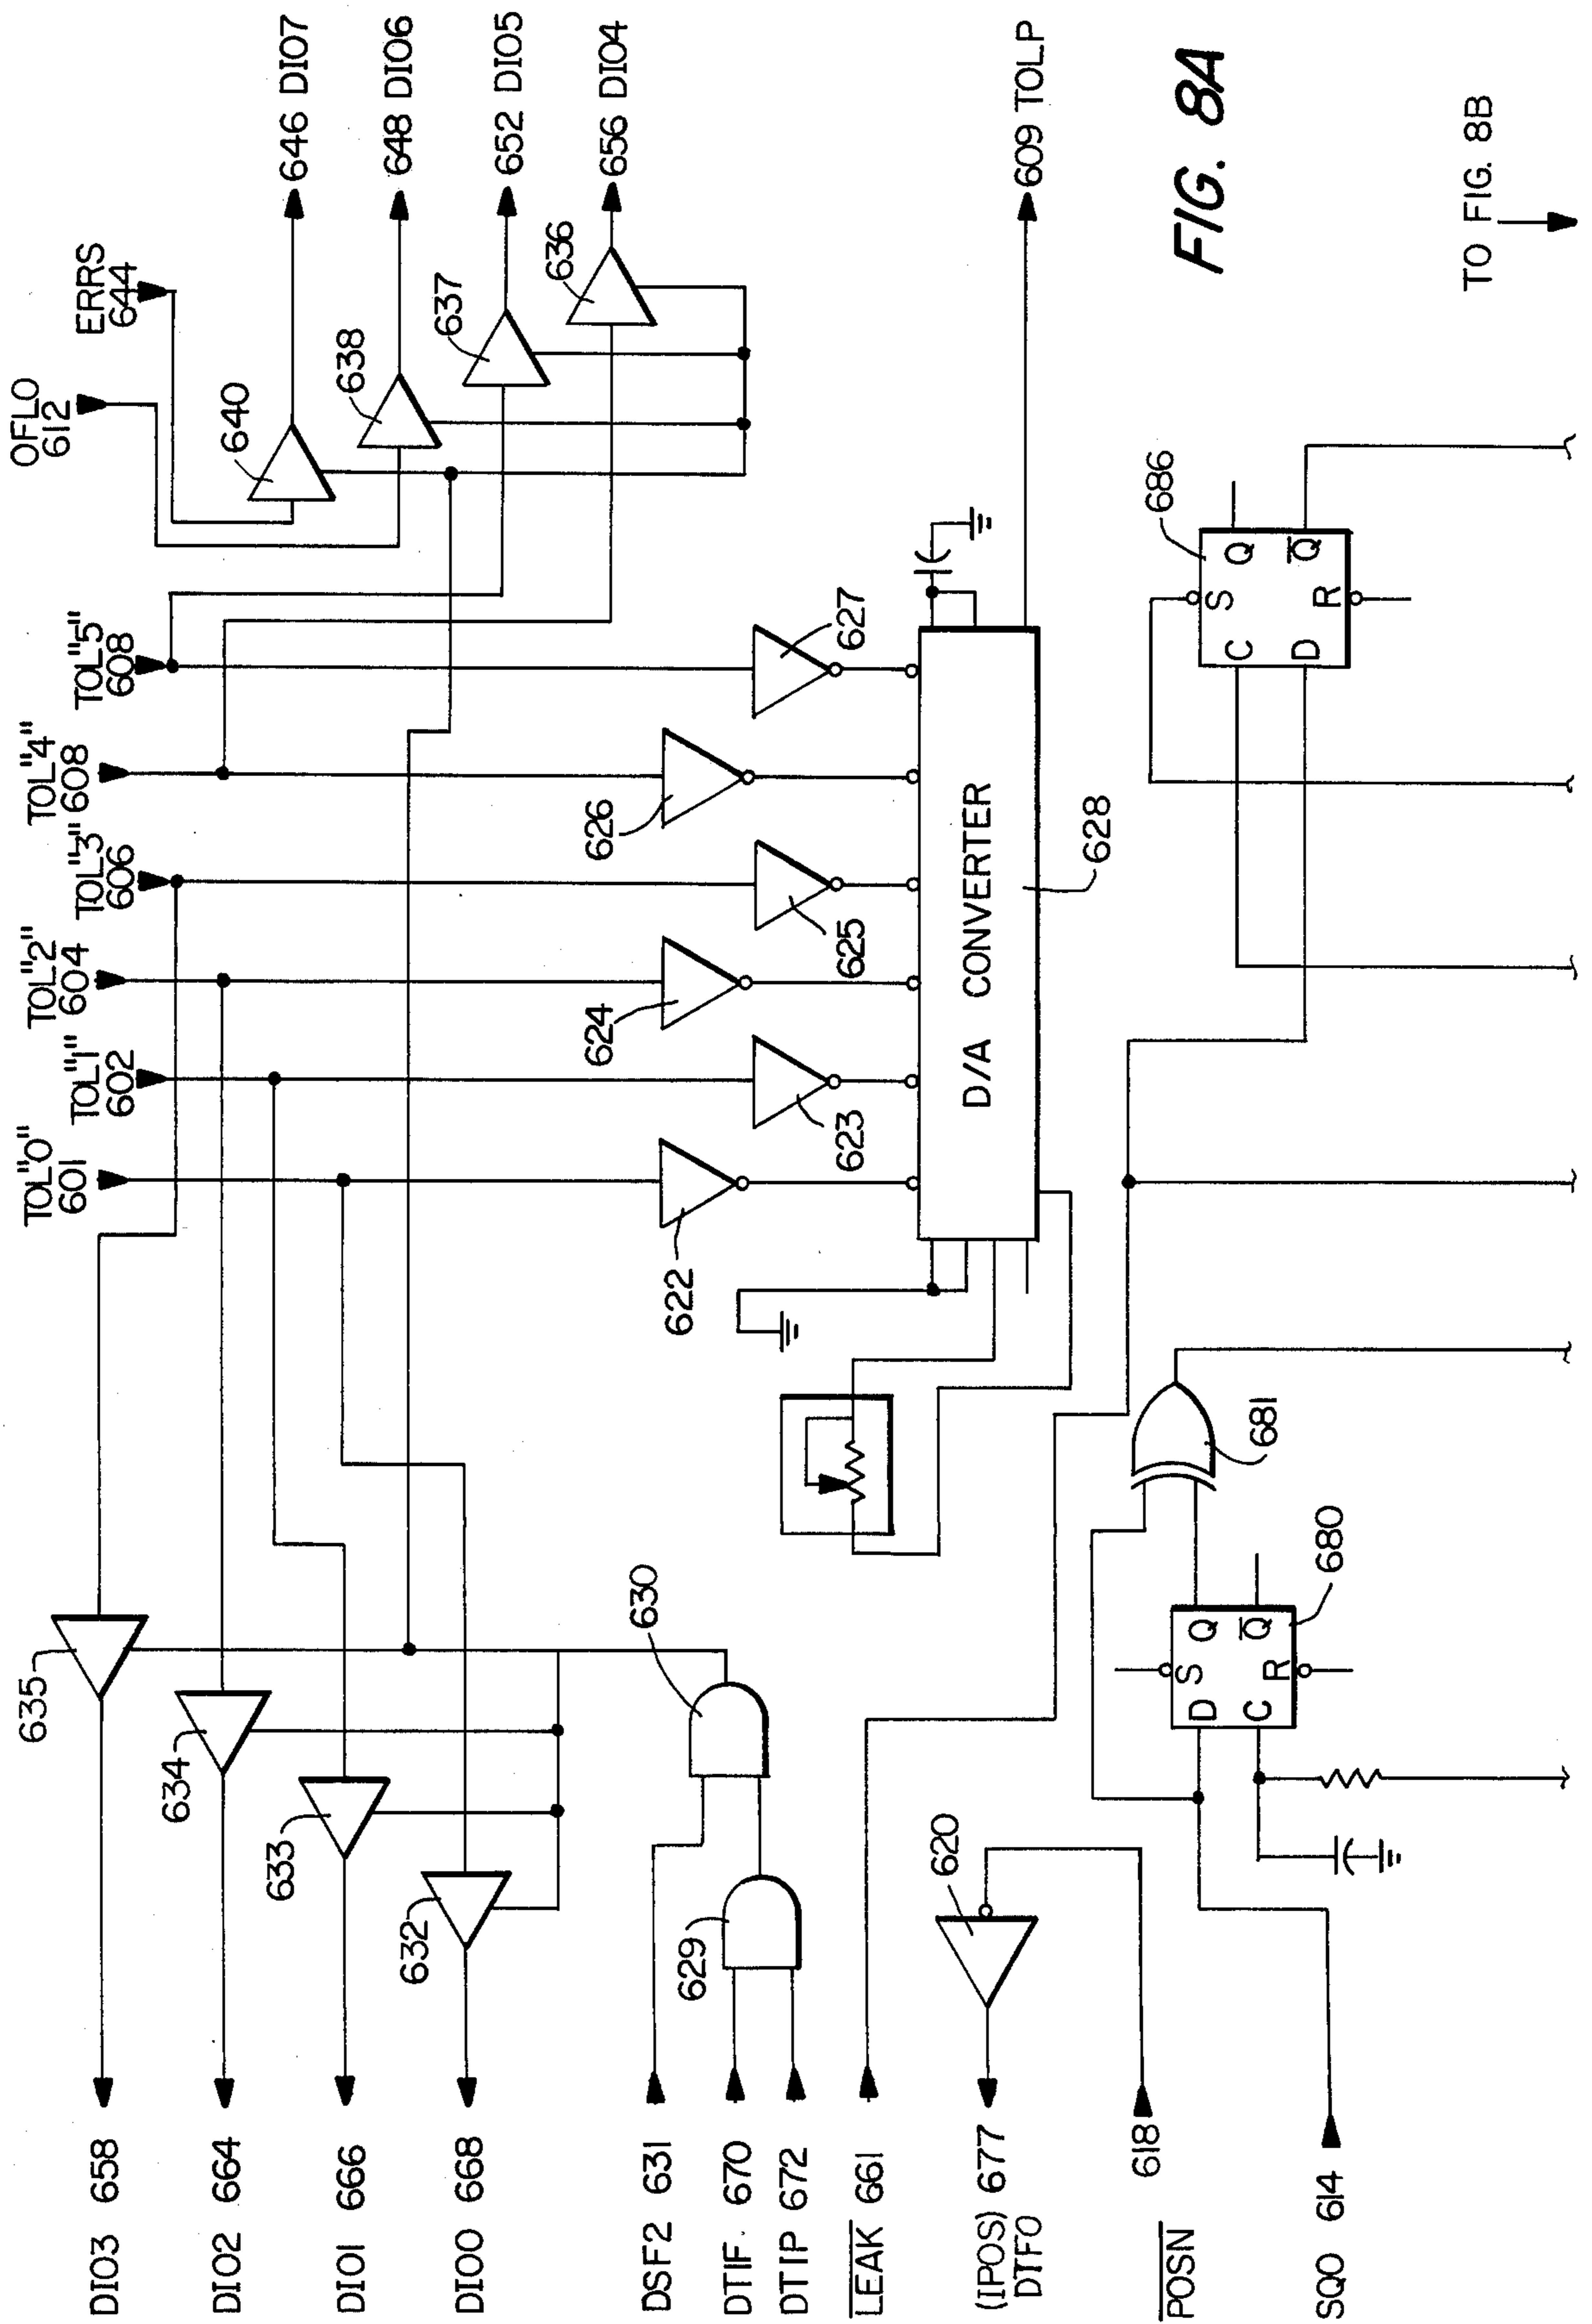 OFLO
612
ERRS
644
TOL"0"
601
TOL"1"
602
TOL"2"
604
TOL"3"
606
TOL"4"
608
TOL"5"
608
635
634
633
632
640
638
637
636
646 DIO7
648 DIO6
652 DIO5
656 DIO4
DIO3 658
DIO2 664
DIO1 666
DIO0 668
630
629
DSF2 631
DTIF 670
DTIP 672
LEAK 661
(IPOS) 677
DTFO
POSN
618
SQO 614
622
623
624
625
626
627
D/A CONVERTER
628
609 TOLP
620
D S Q
C R Q
680
681
C S Q
D R Q
686
FIG. 8A
TO FIG. 8B